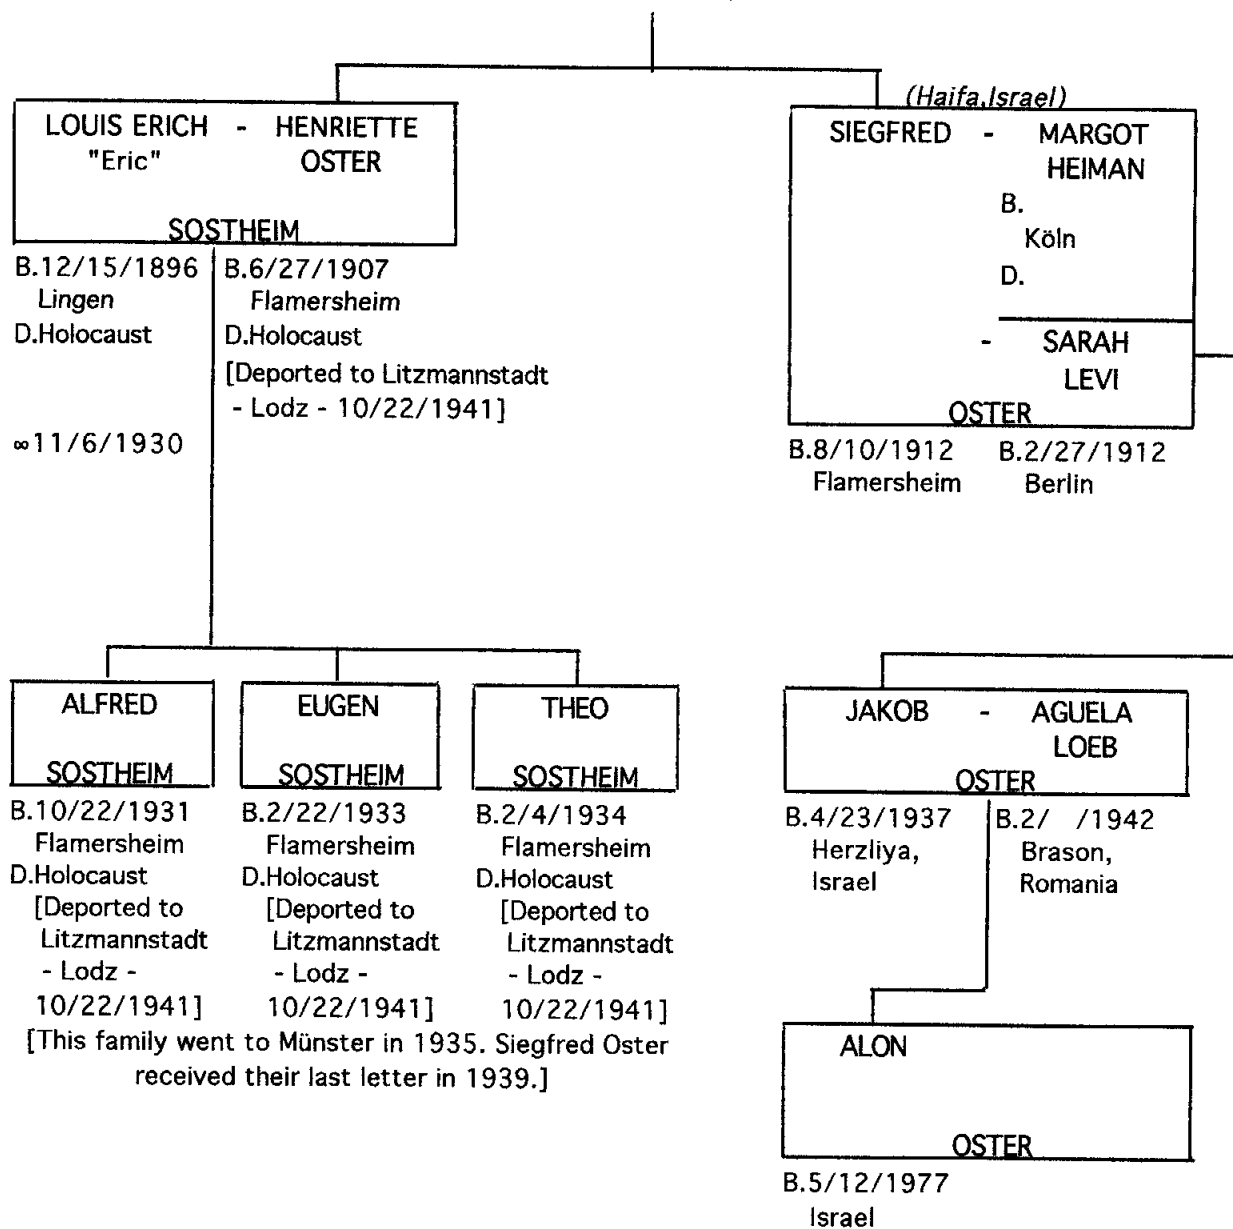 LOUIS ERICH - HENRIETTE
"Eric" OSTER
SOSTHEIM
B.12/15/1896 B.6/27/1907
Lingen Flamersheim
D.Holocaust D.Holocaust
[Deported to Litzmannstadt
- Lodz - 10/22/1941]
∞11/6/1930
(Haifa,Israel)
SIEGFRED - MARGOT
HEIMAN
B.
Köln
D.
- SARAH
LEVI
OSTER
B.8/10/1912 B.2/27/1912
Flamersheim Berlin
ALFRED
SOSTHEIM
B.10/22/1931
Flamersheim
D.Holocaust
[Deported to
Litzmannstadt
- Lodz -
10/22/1941]
EUGEN
SOSTHEIM
B.2/22/1933
Flamersheim
D.Holocaust
[Deported to
Litzmannstadt
- Lodz -
10/22/1941]
THEO
SOSTHEIM
B.2/4/1934
Flamersheim
D.Holocaust
[Deported to
Litzmannstadt
- Lodz -
10/22/1941]
[This family went to Münster in 1935. Siegfred Oster
received their last letter in 1939.]
JAKOB - AGUELA
LOEB
OSTER
B.4/23/1937 B.2/ /1942
Herzliya, Brason,
Israel Romania
ALON
OSTER
B.5/12/1977
Israel